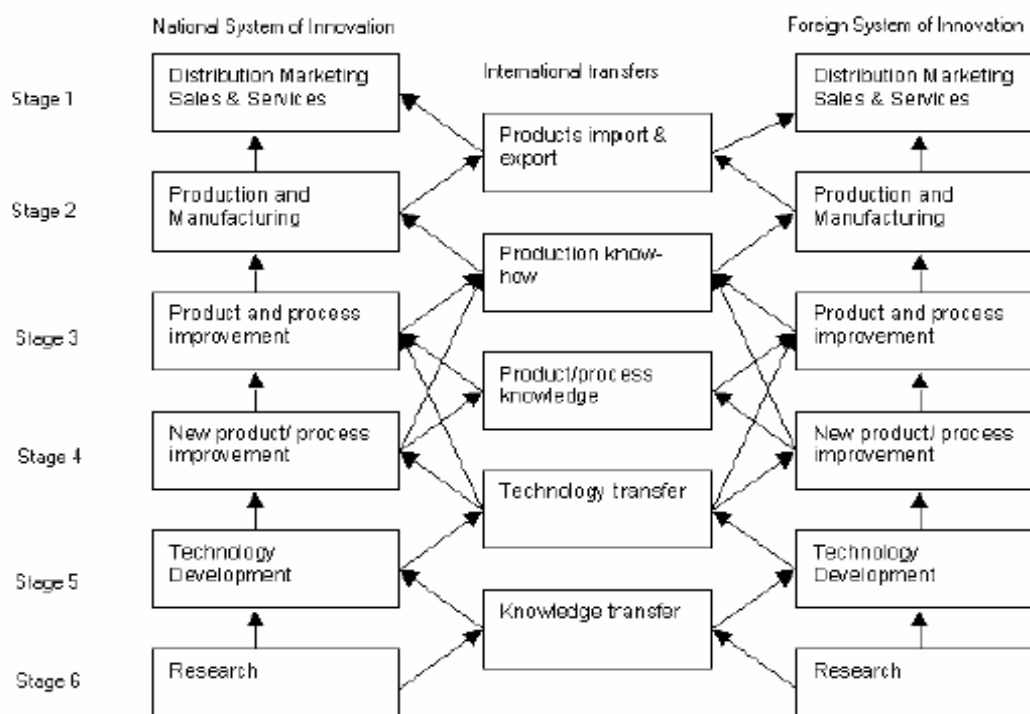 National System of Innovation
Foreign System of Innovation
International transfers
Stage 1
Distribution Marketing
Sales & Services
Products import &
export
Distribution Marketing
Sales & Services
Stage 2
Production and
Manufacturing
Production know-
how
Production and
Manufacturing
Stage 3
Product and process
improvement
Product/process
knowledge
Product and process
improvement
Stage 4
New product/ process
improvement
Technology transfer
New product/ process
improvement
Stage 5
Technology
Development
Knowledge transfer
Technology
Development
Stage 6
Research
Research